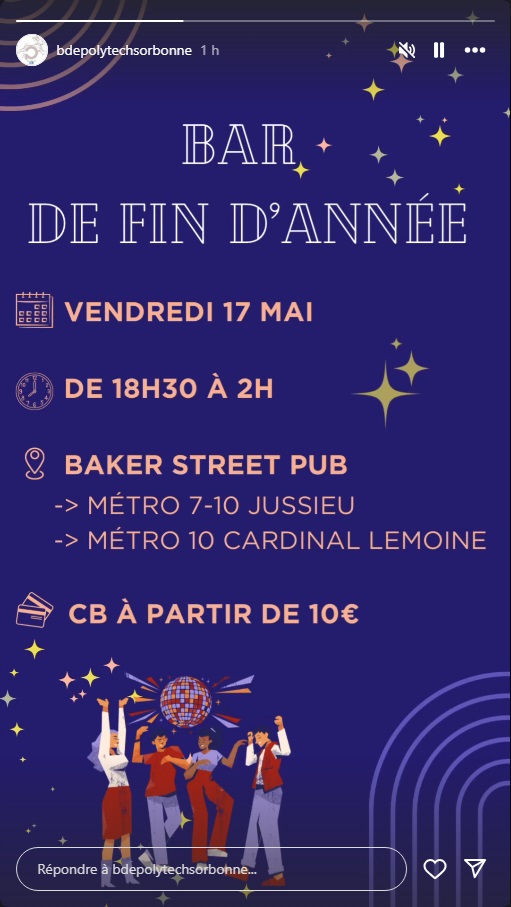 bdepolytechsorbonne 1 h
BAR
DE FIN D'ANNÉE
VENDREDI 17 MAI
DE 18H30 À 2H
BAKER STREET PUB
-> MÉTRO 7-10 JUSSIEU
-> MÉTRO 10 CARDINAL LEMOINE
CB À PARTIR DE 10€
Répondre à bdepolytechsorbonne...